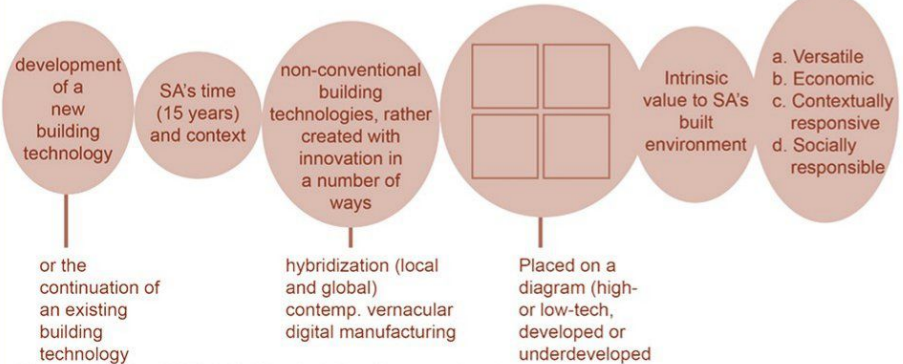 development
of a
new
building
technology
or the
continuation of
an existing
building
technology
SA's time
(15 years)
and context
non-conventional
building
technologies, rather
created with
innovation in
a number of
ways
hybridization (local
and global)
contemp. vernacular
digital manufacturing
Placed on a
diagram (high-
or low-tech,
developed or
underdeveloped
Intrinsic
value to SA's
built
environment
a. Versatile
b. Economic
c. Contextually
responsive
d. Socially
responsible